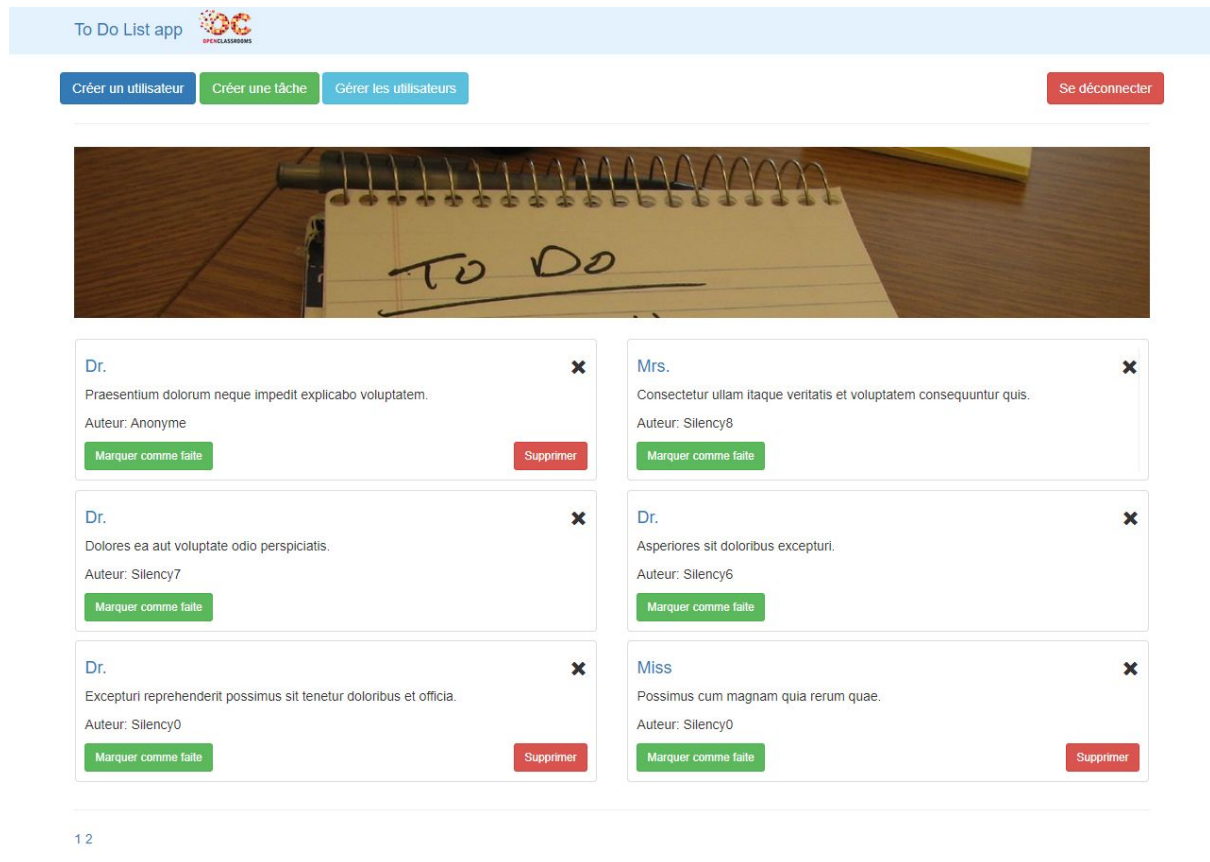 To Do List app
OC
OPENCLASSROOMS
Créer un utilisateur Créer une tâche Gérer les utilisateurs Se déconnecter
TO DO
Dr.
Praesentium dolorum neque impedit explicabo voluptatem.
Auteur: Anonyme
Marquer comme faite Supprimer
Mrs.
Consectetur ullam itaque veritatis et voluptatem consequuntur quis.
Auteur: Silency8
Marquer comme faite
Dr.
Dolores ea aut voluptate odio perspiciatis.
Auteur: Silency7
Marquer comme faite
Dr.
Asperiores sit doloribus excepturi.
Auteur: Silency6
Marquer comme faite
Dr.
Excepturi reprehenderit possimus sit tenetur doloribus et officia.
Auteur: Silency0
Marquer comme faite Supprimer
Miss
Possimus cum magnam quia rerum quae.
Auteur: Silency0
Marquer comme faite Supprimer
1 2